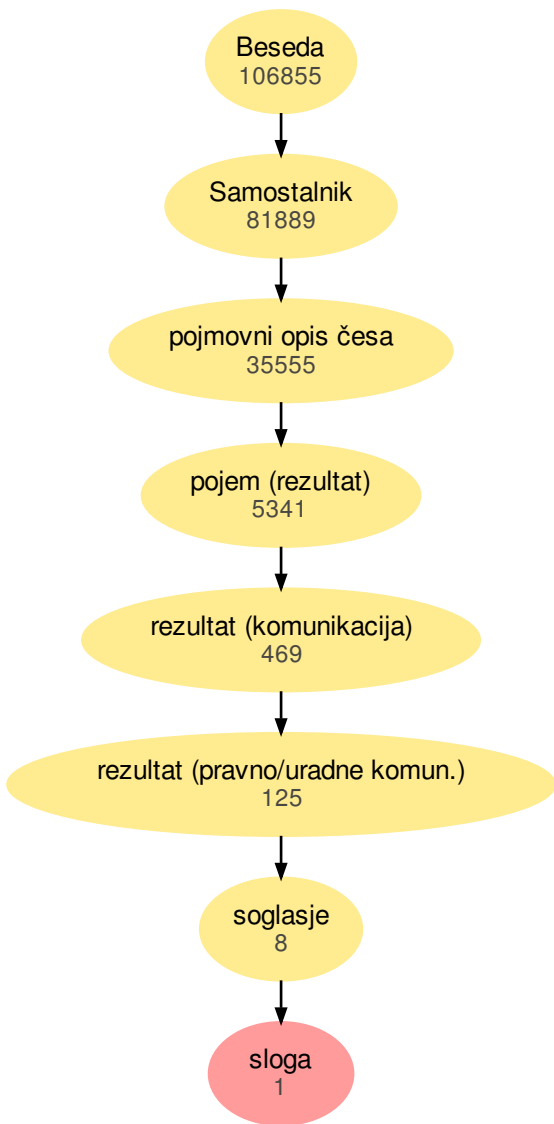 Beseda
106855
Samostalnik
81889
pojmovni opis česa
35555
pojem (rezultat)
5341
rezultat (komunikacija)
469
rezultat (pravno/uradne komun.)
125
soglasje
8
sloga
1